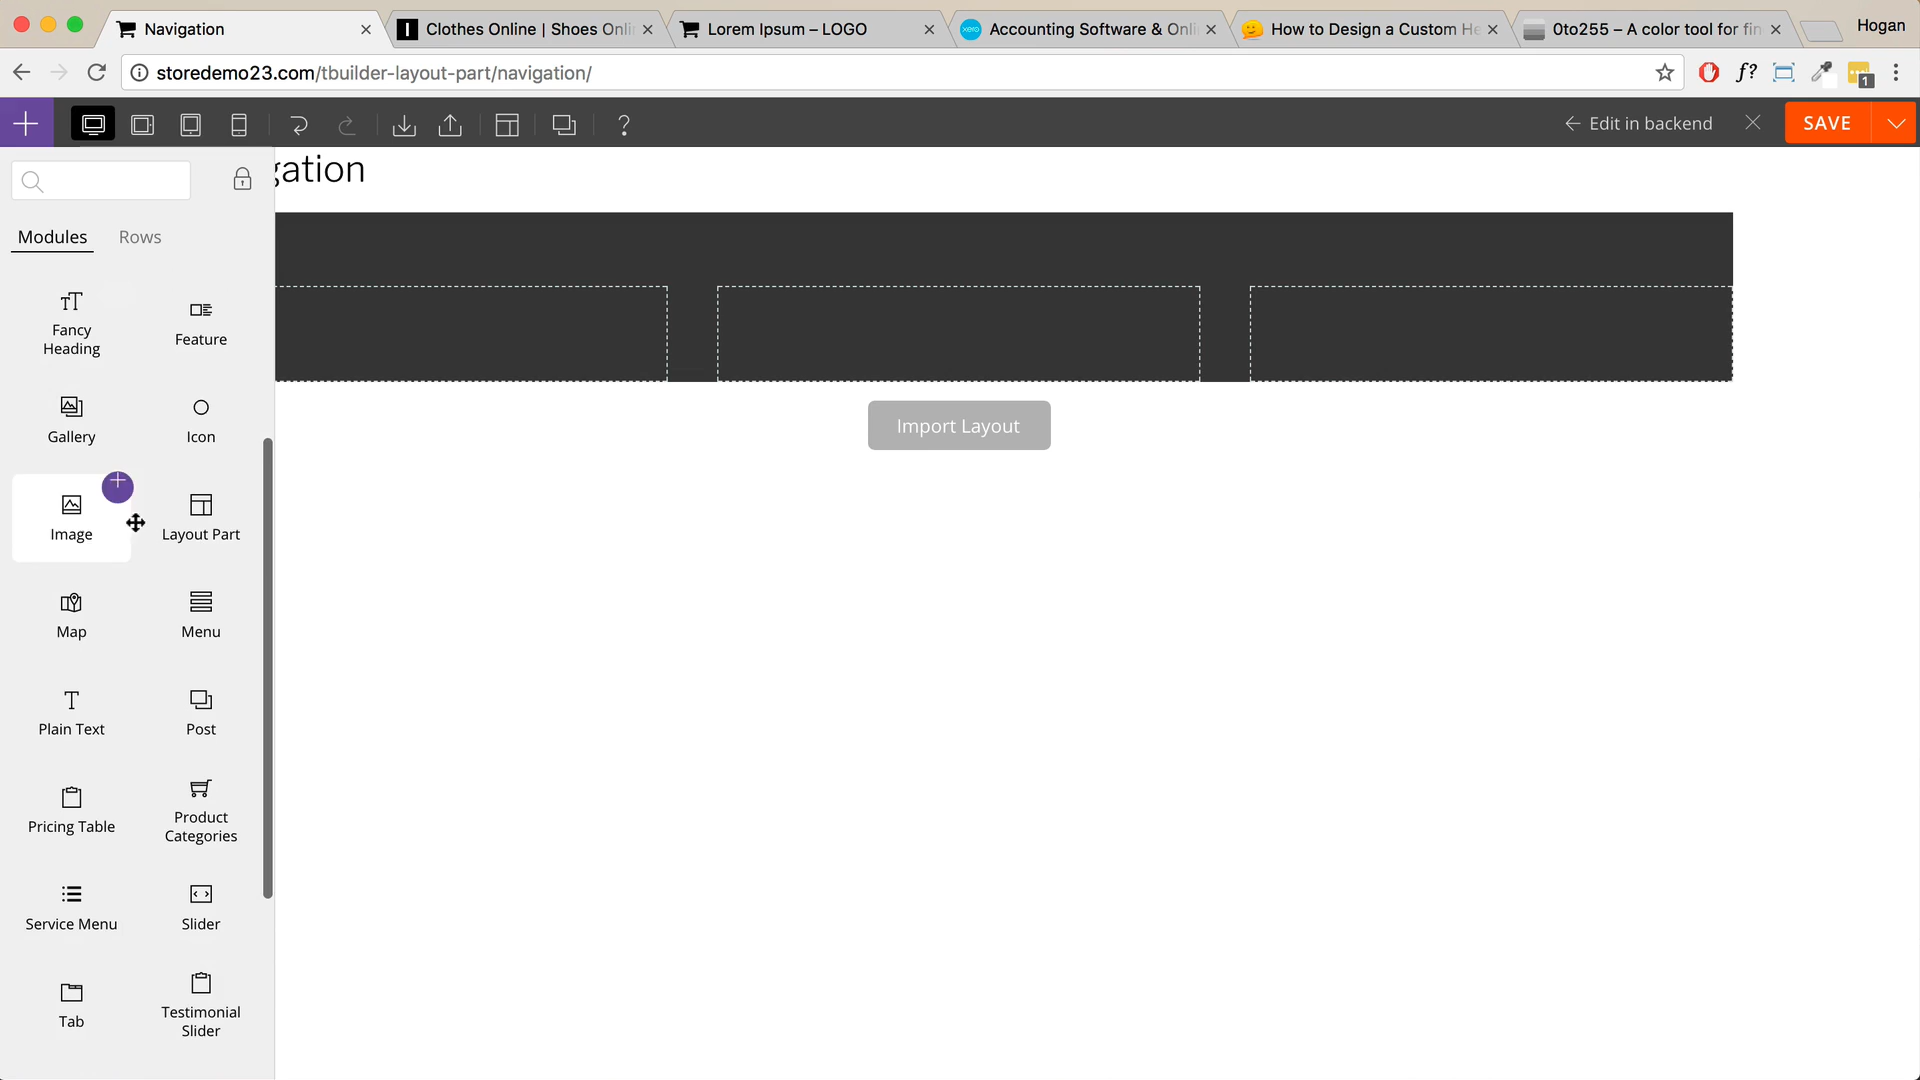 Navigation
Clothes Online | Shoes Onli
Lorem Ipsum – LOGO
xero
Accounting Software & Onli
How to Design a Custom He
0to255 – A color tool for fin
Hogan
storedemo23.com/tbuilder-layout-part/navigation/
f?
1
?
Edit in backend
SAVE
gation
Modules
Rows
Fancy Heading
Feature
Gallery
Icon
Image
Layout Part
Map
Menu
Plain Text
Post
Pricing Table
Product Categories
Service Menu
Slider
Tab
Testimonial Slider
Import Layout